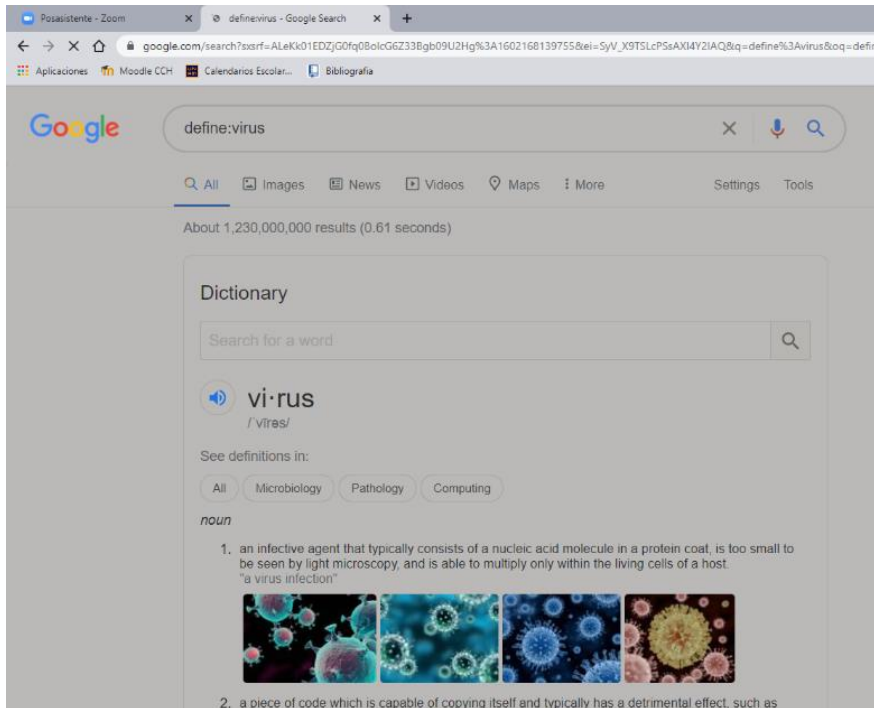 Posasistente - Zoom
define:virus - Google Search
google.com/search?sxsrf=ALeKk01EDZjG0fq0BolcG6Z33Bgb09U2Hg%3A1602168139755&ei=SyV_X9TSLcPSsAXI4Y2IAQ&q=define%3Avirus&oq=defin
Aplicaciones Moodle CCH Calendarios Escolar... Bibliografia
Google
define:virus
All Images News Videos Maps More Settings Tools
About 1,230,000,000 results (0.61 seconds)
Dictionary
Search for a word
vi·rus
/ˈvīrəs/
See definitions in:
All Microbiology Pathology Computing
noun
1. an infective agent that typically consists of a nucleic acid molecule in a protein coat, is too small to
be seen by light microscopy, and is able to multiply only within the living cells of a host.
"a virus infection"
2. a piece of code which is capable of copying itself and typically has a detrimental effect, such as